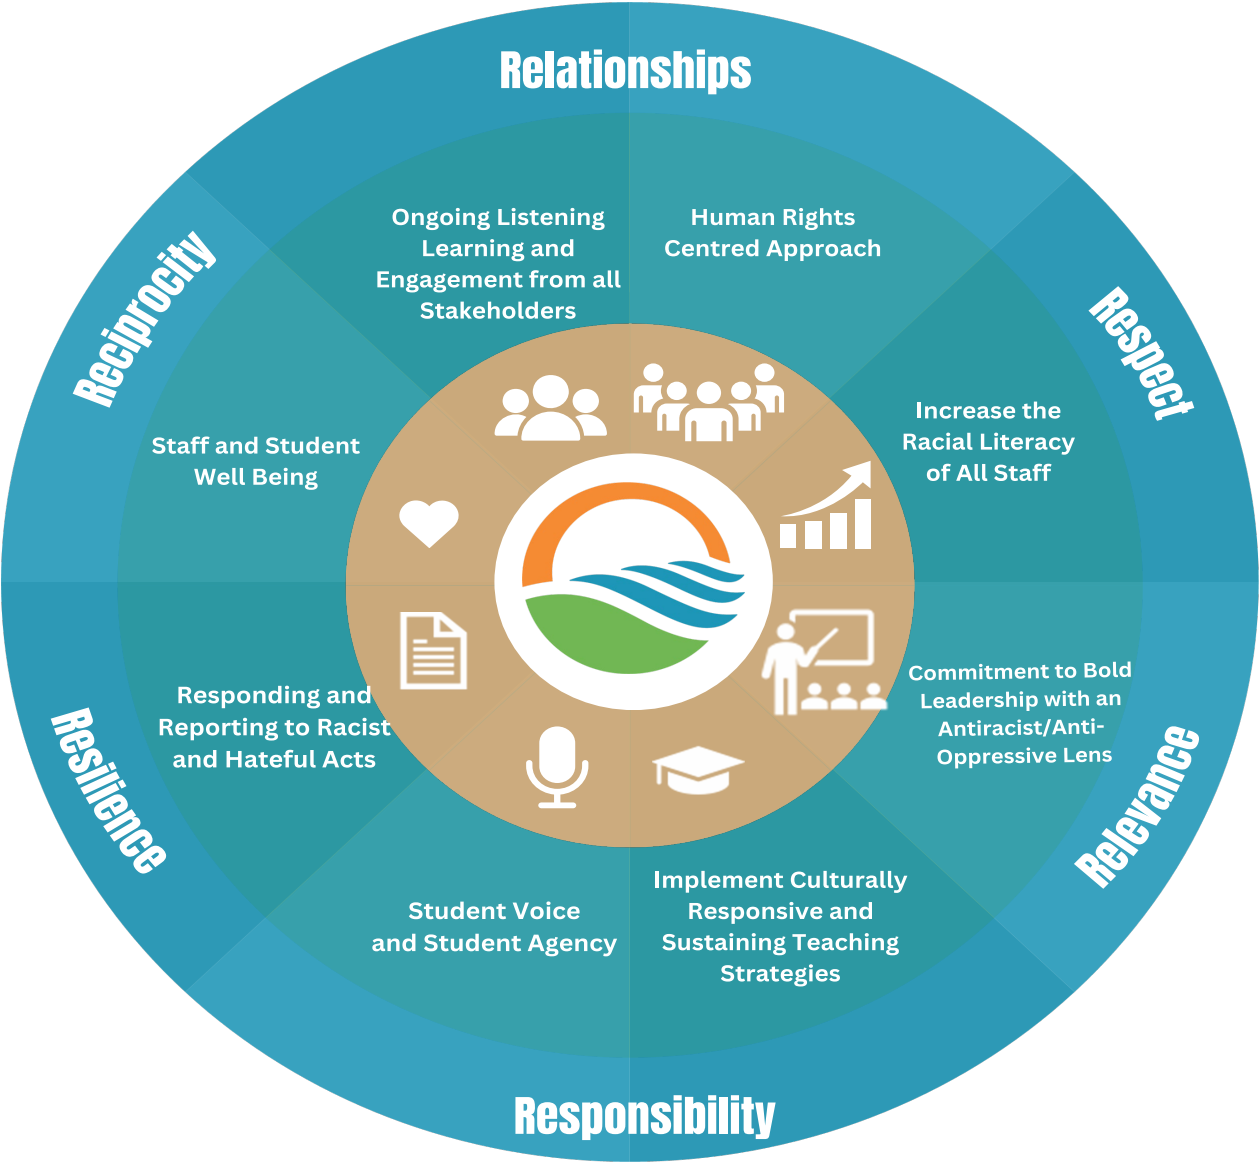 Relationships
Ongoing Listening
Learning and
Engagement from all
Stakeholders
Human Rights
Centred Approach
Respect
Increase the
Racial Literacy
of All Staff
Commitment to Bold
Leadership with an
Antiracist/Anti-
Oppressive Lens
Relevance
Implement Culturally
Responsive and
Sustaining Teaching
Strategies
Responsibility
Student Voice
and Student Agency
Responding and
Reporting to Racist
and Hateful Acts
Resilience
Staff and Student
Well Being
Reciprocity